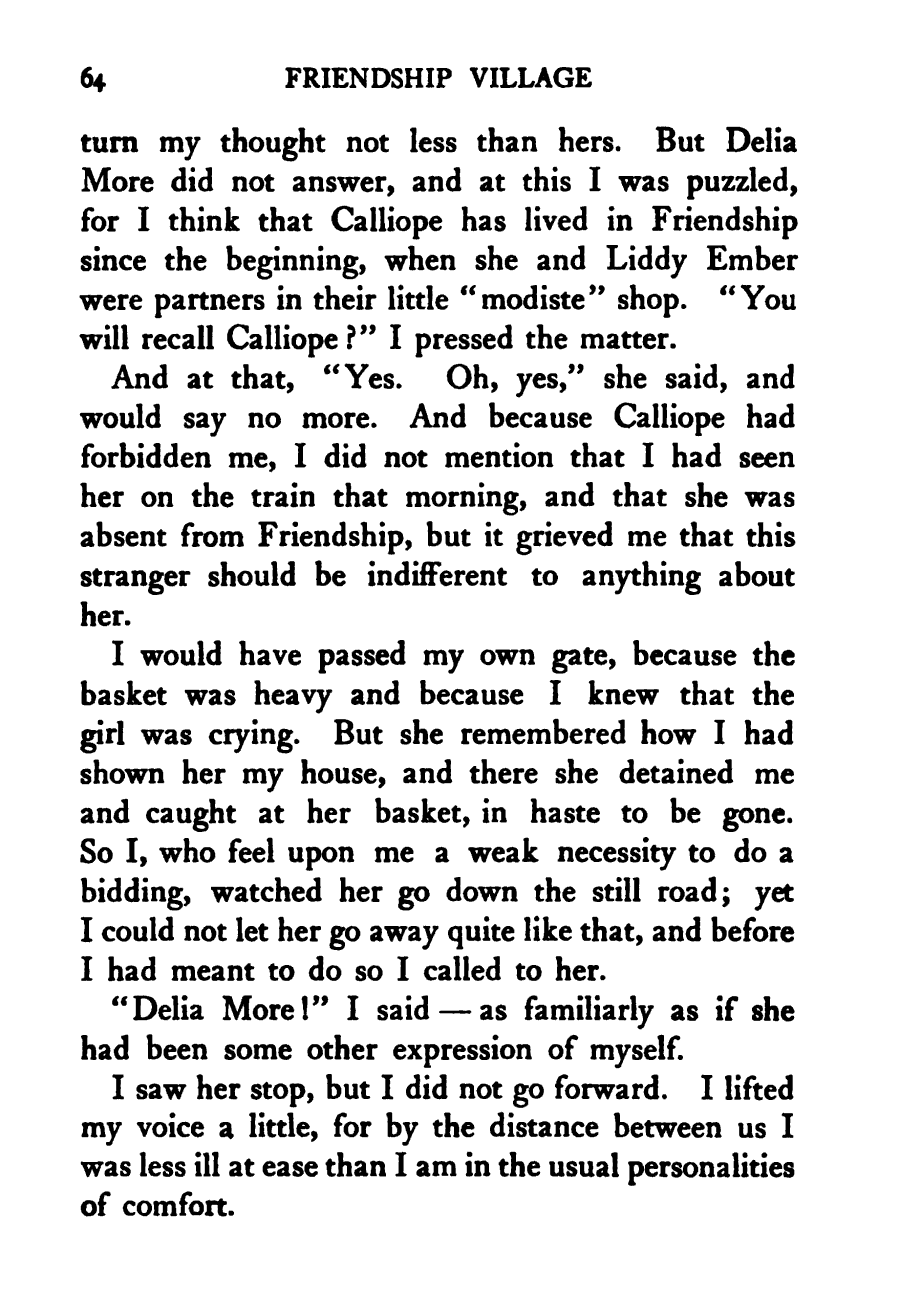 64 FRIENDSHIP VILLAGE
turn my thought not less than hers. But Delia
More did not answer, and at this I was puzzled,
for I think that Calliope has lived in Friendship
since the beginning, when she and Liddy Ember
were partners in their little “modiste” shop. “You
will recall Calliope?” I pressed the matter.
And at that, “Yes. Oh, yes,” she said, and
would say no more. And because Calliope had
forbidden me, I did not mention that I had seen
her on the train that morning, and that she was
absent from Friendship, but it grieved me that this
stranger should be indifferent to anything about
her.
I would have passed my own gate, because the
basket was heavy and because I knew that the
girl was crying. But she remembered how I had
shown her my house, and there she detained me
and caught at her basket, in haste to be gone.
So I, who feel upon me a weak necessity to do a
bidding, watched her go down the still road; yet
I could not let her go away quite like that, and before
I had meant to do so I called to her.
“Delia More!” I said — as familiarly as if she
had been some other expression of myself.
I saw her stop, but I did not go forward. I lifted
my voice a little, for by the distance between us I
was less ill at ease than I am in the usual personalities
of comfort.